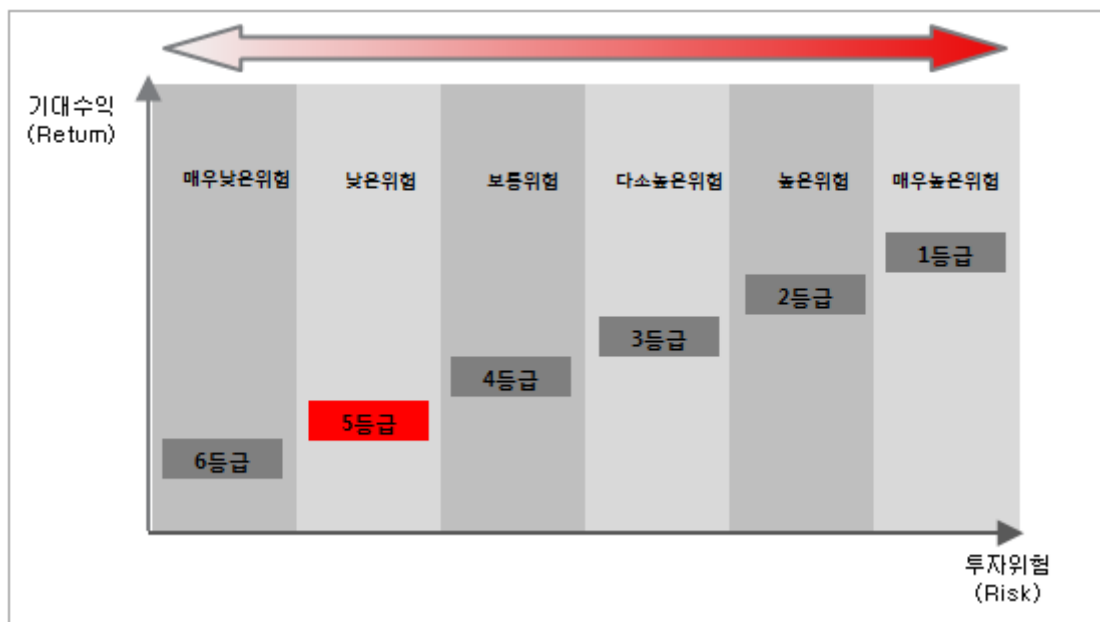 기대수익
(Retum)
매우낮은위험
낮은위험
보통위험
다소높은위험
높은위험
매우높은위험
1등급
2등급
3등급
4등급
5등급
6등급
투자위험
(Risk)